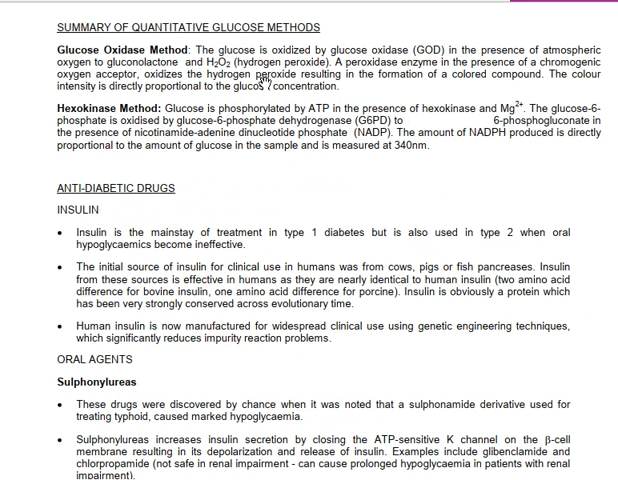 SUMMARY OF QUANTITATIVE GLUCOSE METHODS
Glucose Oxidase Method: The glucose is oxidized by glucose oxidase (GOD) in the presence of atmospheric
oxygen to gluconolactone and H₂O₂ (hydrogen peroxide). A peroxidase enzyme in the presence of a chromogenic
oxygen acceptor, oxidizes the hydrogen peroxide resulting in the formation of a colored compound. The colour
intensity is directly proportional to the concentration.
Hexokinase Method: Glucose is phosphorylated by ATP in the presence of hexokinase and Mg²⁺. The glucose-6-
phosphate is oxidised by glucose-6-phosphate dehydrogenase (G6PD) to 6-phosphogluconate in
the presence of nicotinamide-adenine dinucleotide phosphate (NADP). The amount of NADPH produced is directly
proportional to the amount of glucose in the sample and is measured at 340nm.
ANTI-DIABETIC DRUGS
INSULIN
• Insulin is the mainstay of treatment in type 1 diabetes but is also used in type 2 when oral
hypoglycaemics become ineffective.
• The initial source of insulin for clinical use in humans was from cows, pigs or fish pancreases. Insulin
from these sources is effective in humans as they are nearly identical to human insulin (two amino acid
difference for bovine insulin, one amino acid difference for porcine). Insulin is obviously a protein which
has been very strongly conserved across evolutionary time.
• Human insulin is now manufactured for widespread clinical use using genetic engineering techniques,
which significantly reduces impurity reaction problems.
ORAL AGENTS
Sulphonylureas
• These drugs were discovered by chance when it was noted that a sulphonamide derivative used for
treating typhoid, caused marked hypoglycaemia.
• Sulphonylureas increases insulin secretion by closing the ATP-sensitive K channel on the β-cell
membrane resulting in its depolarization and release of insulin. Examples include glibenclamide and
chlorpropamide (not safe in renal impairment - can cause prolonged hypoglycaemia in patients with renal
impairment).